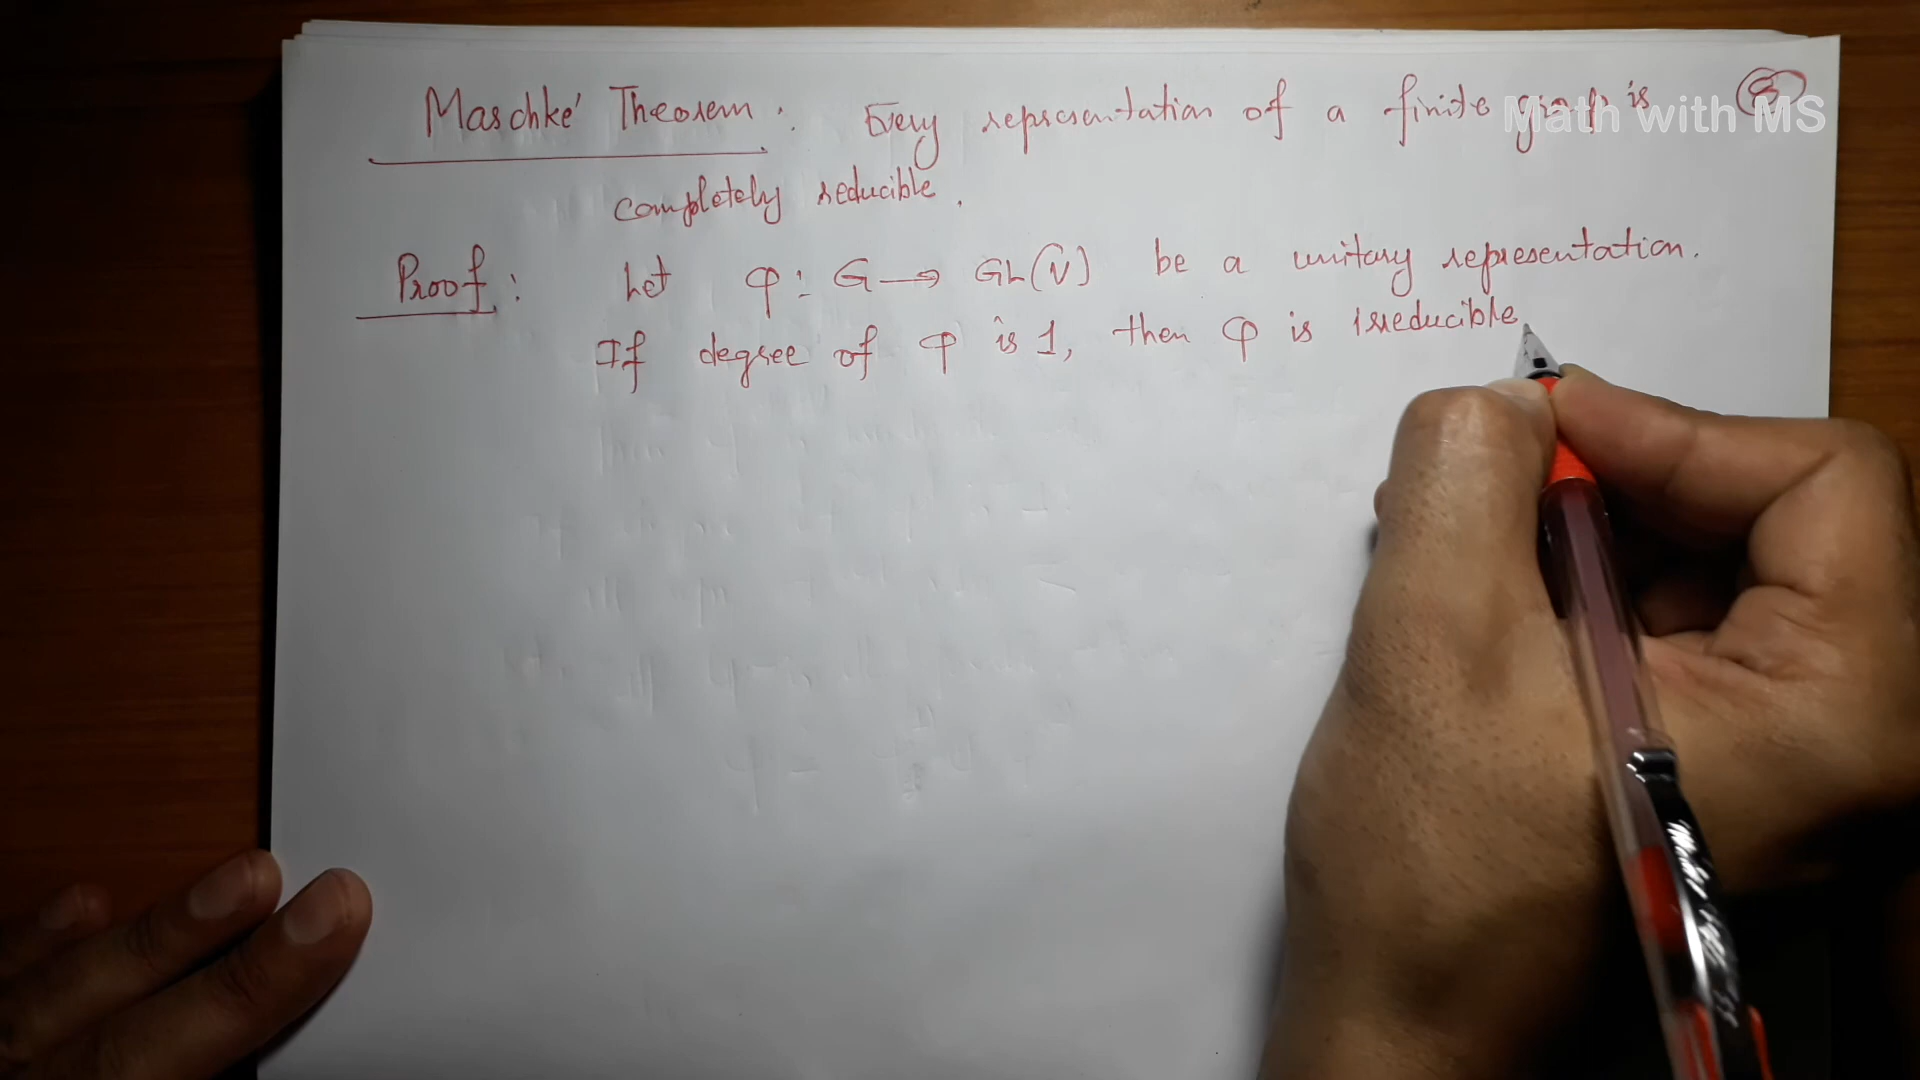 Maschke' Theorem : Every representation of a finite group is 8
Math with MS
completely reducible.
Proof : Let φ : G → GL(V) be a unitary representation.
If degree of φ is 1, then φ is irreducible.